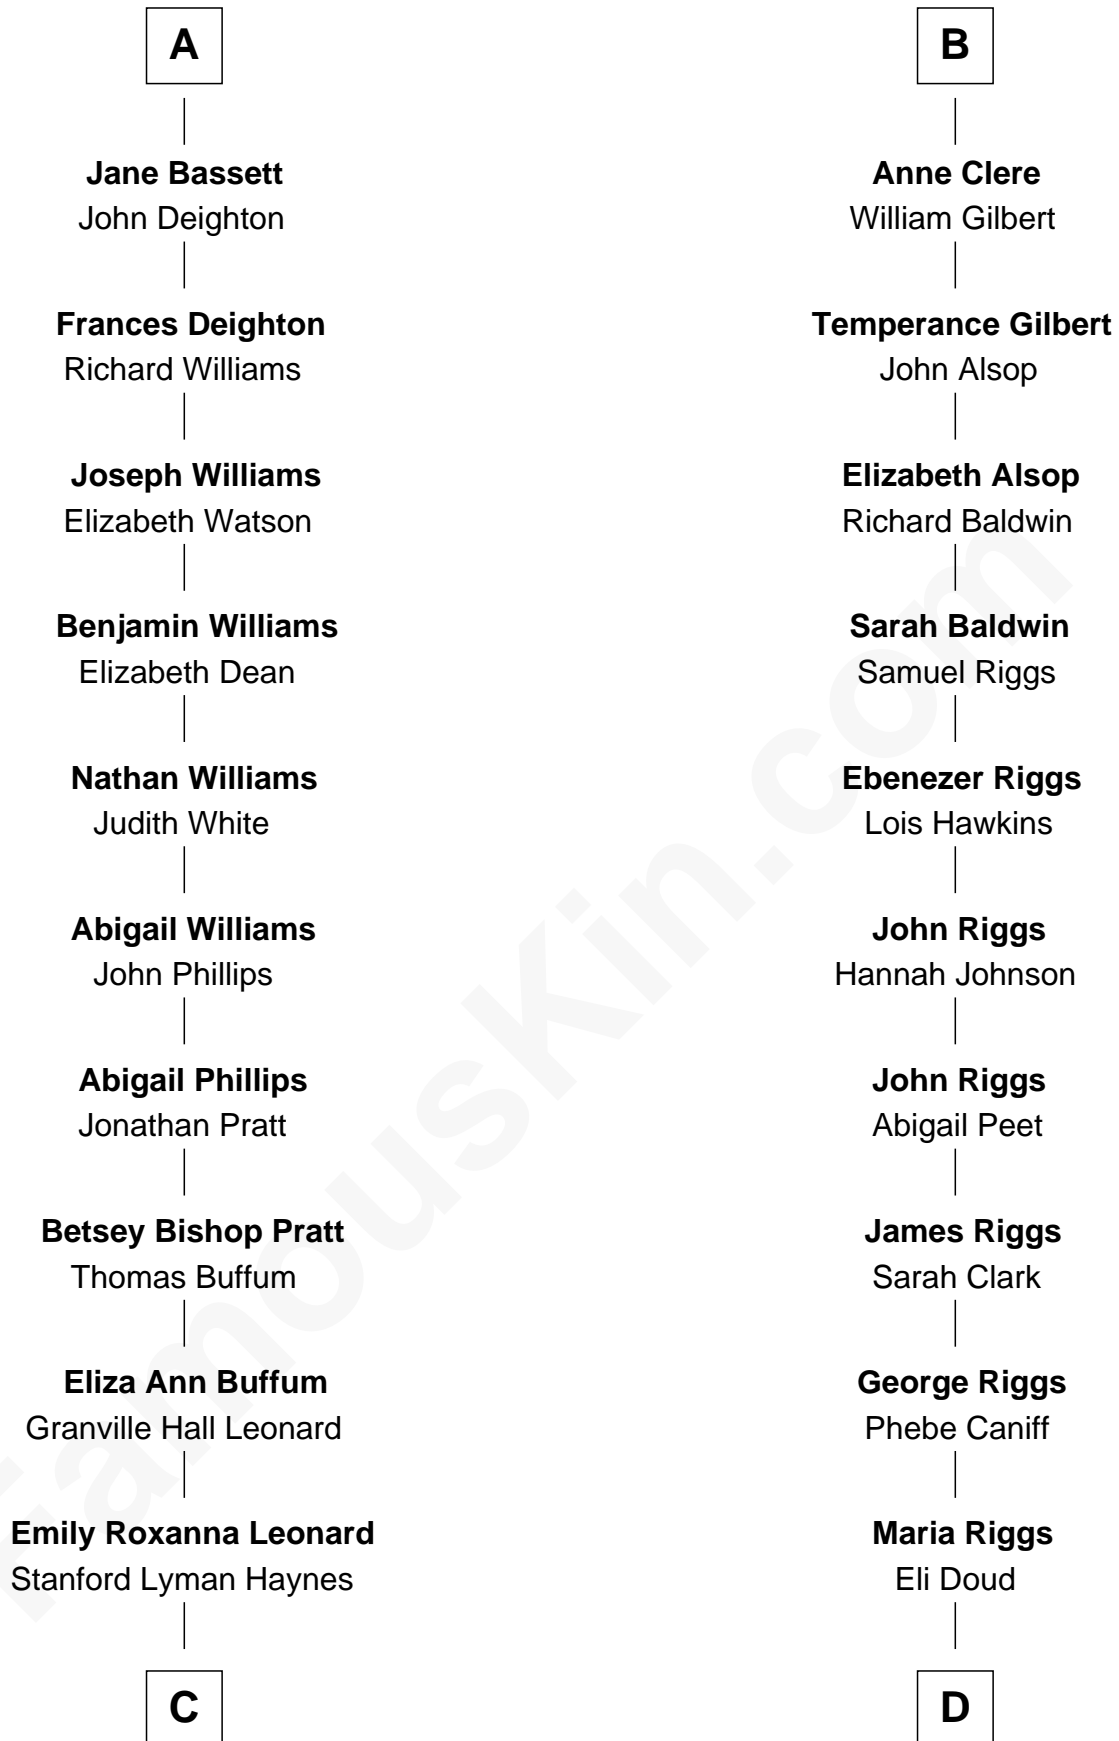 A
Jane Bassett
John Deighton
Frances Deighton
Richard Williams
Joseph Williams
Elizabeth Watson
Benjamin Williams
Elizabeth Dean
Nathan Williams
Judith White
Abigail Williams
John Phillips
Abigail Phillips
Jonathan Pratt
Betsey Bishop Pratt
Thomas Buffum
Eliza Ann Buffum
Granville Hall Leonard
Emily Roxanna Leonard
Stanford Lyman Haynes
C
B
Anne Clere
William Gilbert
Temperance Gilbert
John Alsop
Elizabeth Alsop
Richard Baldwin
Sarah Baldwin
Samuel Riggs
Ebenezer Riggs
Lois Hawkins
John Riggs
Hannah Johnson
John Riggs
Abigail Peet
James Riggs
Sarah Clark
George Riggs
Phebe Caniff
Maria Riggs
Eli Doud
D
FamousKin.com